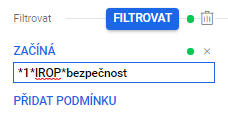 Filtrovat FILTROVAT
ZAČÍNÁ
*1*IROP*bezpečnost
PŘIDAT PODMÍNKU